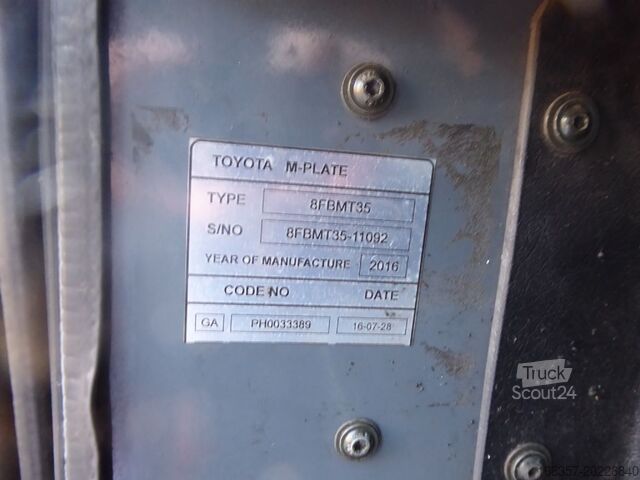 TOYOTA M-PLATE
TYPE 8FBMT35
S/NO 8FBMT35-11092
YEAR OF MANUFACTURE 2016
CODE NO DATE
GA PH0033389 16-07-28
Truck
Scout24